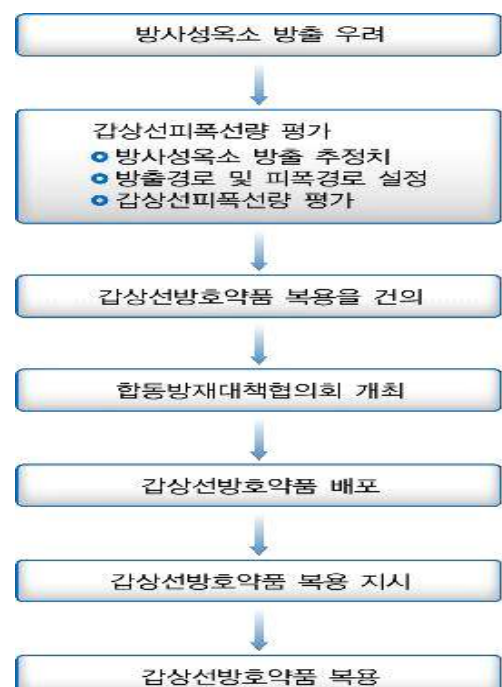 방사성옥소 방출 우려
갑상선피폭선량 평가
방사성옥소 방출 추정치
방출경로 및 피폭경로 설정
갑상선피폭선량 평가
갑상선방호약품 복용을 건의
합동방재대책협의회 개최
갑상선방호약품 배포
갑상선방호약품 복용 지시
갑상선방호약품 복용